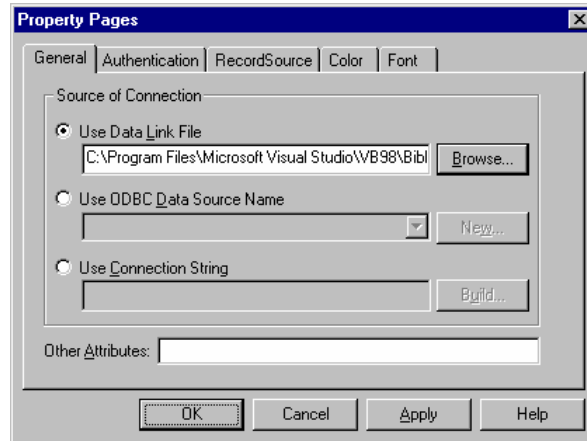 Property Pages
General Authentication RecordSource Color Font
Source of Connection
Use Data Link File
C:\Program Files\Microsoft Visual Studio\VB98\Bibl Browse...
Use ODBC Data Source Name
New...
Use Connection String
Build...
Other Attributes:
OK Cancel Apply Help